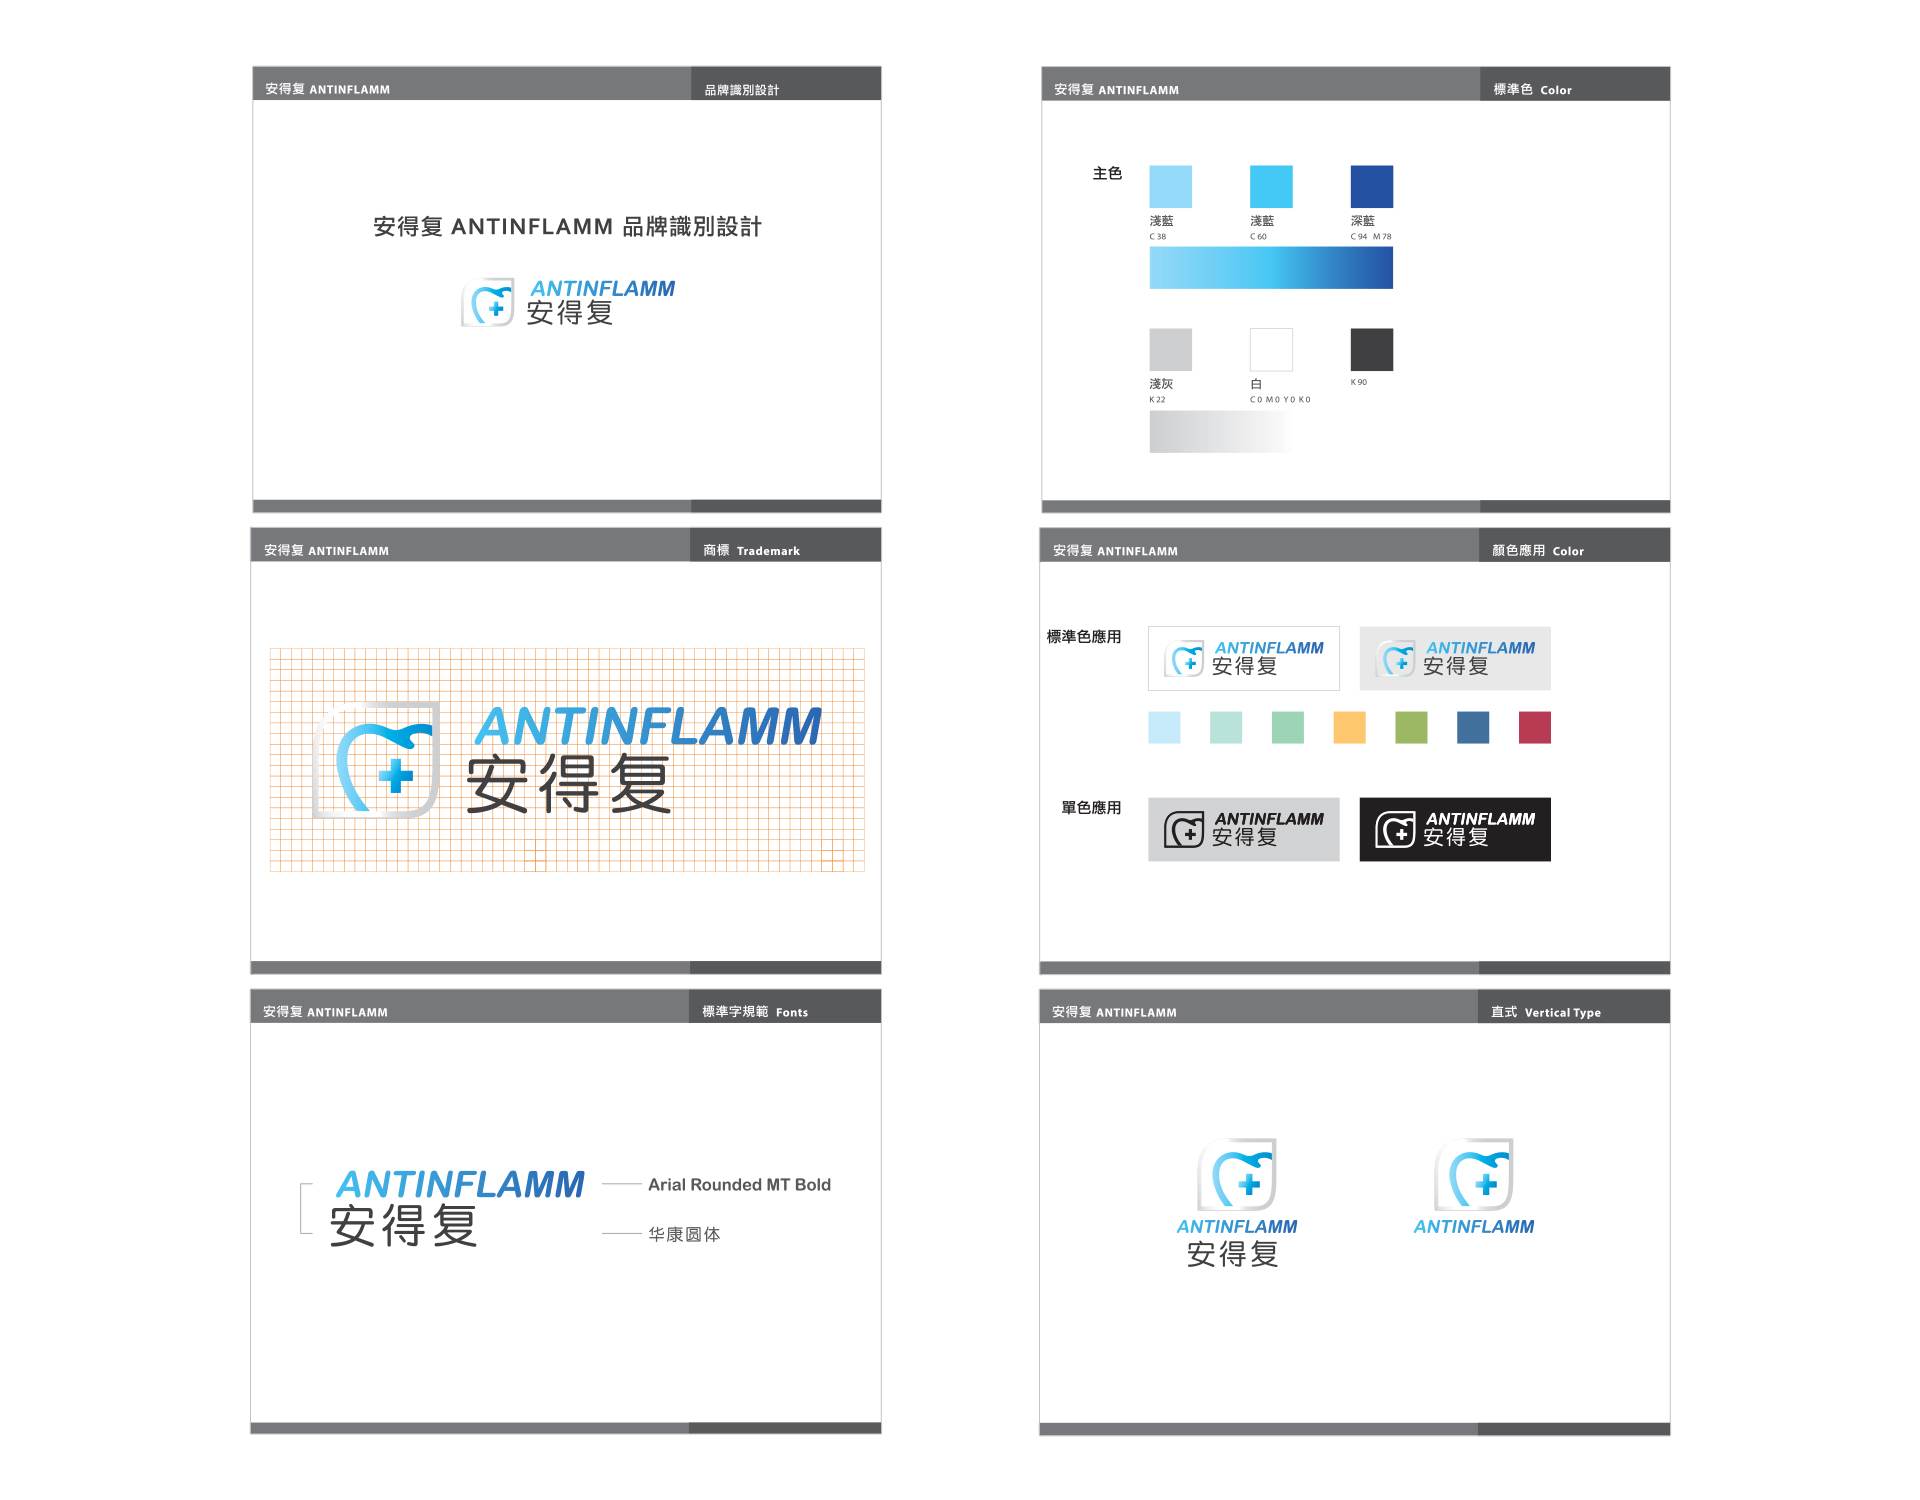 安得复 ANTINFLAMM
品牌識別設計
安得复 ANTINFLAMM 品牌識別設計
ANTINFLAMM
安得复
安得复 ANTINFLAMM
標準色 Color
主色
淺藍
C 38
淺藍
C 60
深藍
C 94 M 78
淺灰
K 22
白
C 0 M 0 Y 0 K 0
K 90
安得复 ANTINFLAMM
商標 Trademark
ANTINFLAMM
安得复
安得复 ANTINFLAMM
顏色應用 Color
標準色應用
ANTINFLAMM
安得复
ANTINFLAMM
安得复
單色應用
ANTINFLAMM
安得复
ANTINFLAMM
安得复
安得复 ANTINFLAMM
標準字規範 Fonts
ANTINFLAMM
安得复
Arial Rounded MT Bold
华康圆体
安得复 ANTINFLAMM
直式 Vertical Type
ANTINFLAMM
安得复
ANTINFLAMM